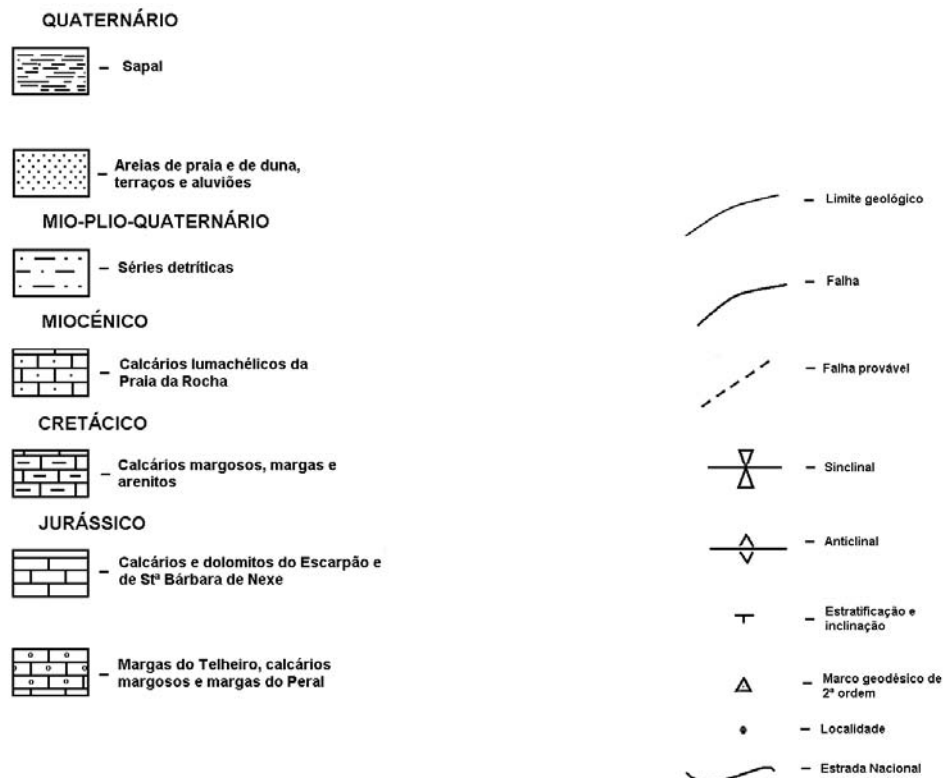 QUATERNÁRIO
– Sapal
– Areias de praia e de duna,
terraços e aluviões
MIO-PLIO-QUATERNÁRIO
– Séries detríticas
MIOCÉNICO
– Calcários lumachélicos da
Praia da Rocha
CRETÁCICO
– Calcários margosos, margas e
arenitos
JURÁSSICO
– Calcários e dolomitos do Escarpão e
de Stª Bárbara de Nexe
– Margas do Telheiro, calcários
margosos e margas do Peral
– Limite geológico
– Falha
– Falha provável
– Sinclinal
– Anticlinal
– Estratificação e
inclinação
– Marco geodésico de
2ª ordem
– Localidade
– Estrada Nacional